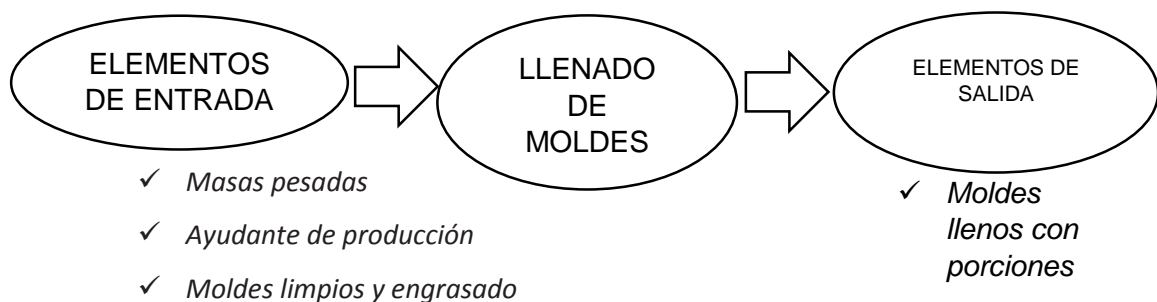 ELEMENTOS
DE ENTRADA
LLENADO
DE
MOLDES
ELEMENTOS DE
SALIDA
✓ Masas pesadas
✓ Ayudante de producción
✓ Moldes limpios y engrasado
✓ Moldes
llenos con
porciones